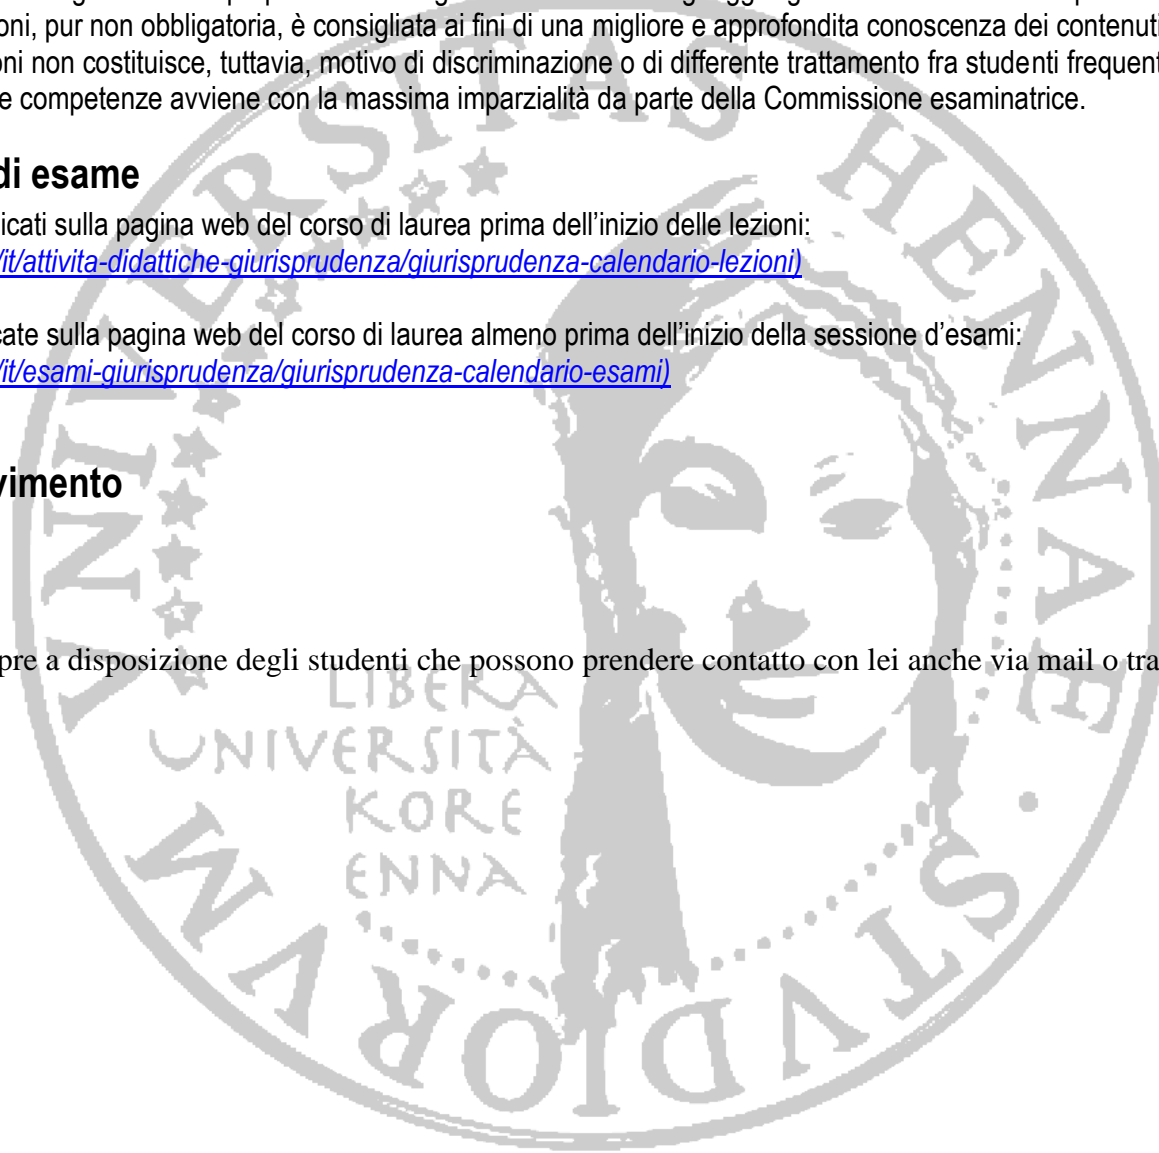 oni, pur non obbligatoria, è consigliata ai fini di una migliore e approfondita conoscenza dei contenuti
oni non costituisce, tuttavia, motivo di discriminazione o di differente trattamento fra studenti frequent
e competenze avviene con la massima imparzialità da parte della Commissione esaminatrice.
di esame
icati sulla pagina web del corso di laurea prima dell'inizio delle lezioni:
/it/attivita-didattiche-giurisprudenza/giurisprudenza-calendario-lezioni)
cate sulla pagina web del corso di laurea almeno prima dell'inizio della sessione d'esami:
/it/esami-giurisprudenza/giurisprudenza-calendario-esami)
vimento
pre a disposizione degli studenti che possono prendere contatto con lei anche via mail o tra
VNIVERSITAS HENNAE • STVDIORVM
LIBERA
UNIVERSITÀ
KORE
ENNA